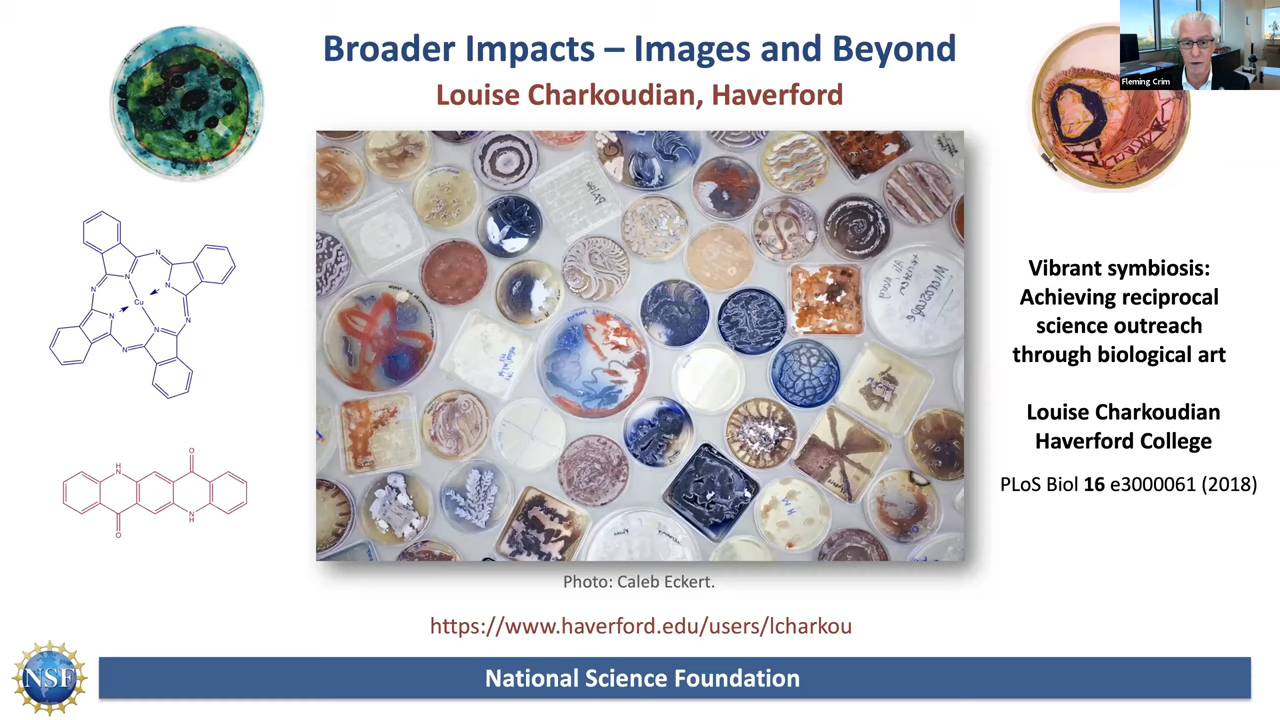 Broader Impacts – Images and Beyond
Louise Charkoudian, Haverford
Fleming Crim
N
N
N
N
Cu
N
N
N
N
H
N
O
O
N
H
Vibrant symbiosis:
Achieving reciprocal
science outreach
through biological art
Louise Charkoudian
Haverford College
PLoS Biol 16 e3000061 (2018)
Photo: Caleb Eckert.
https://www.haverford.edu/users/lcharkou
NSF
National Science Foundation